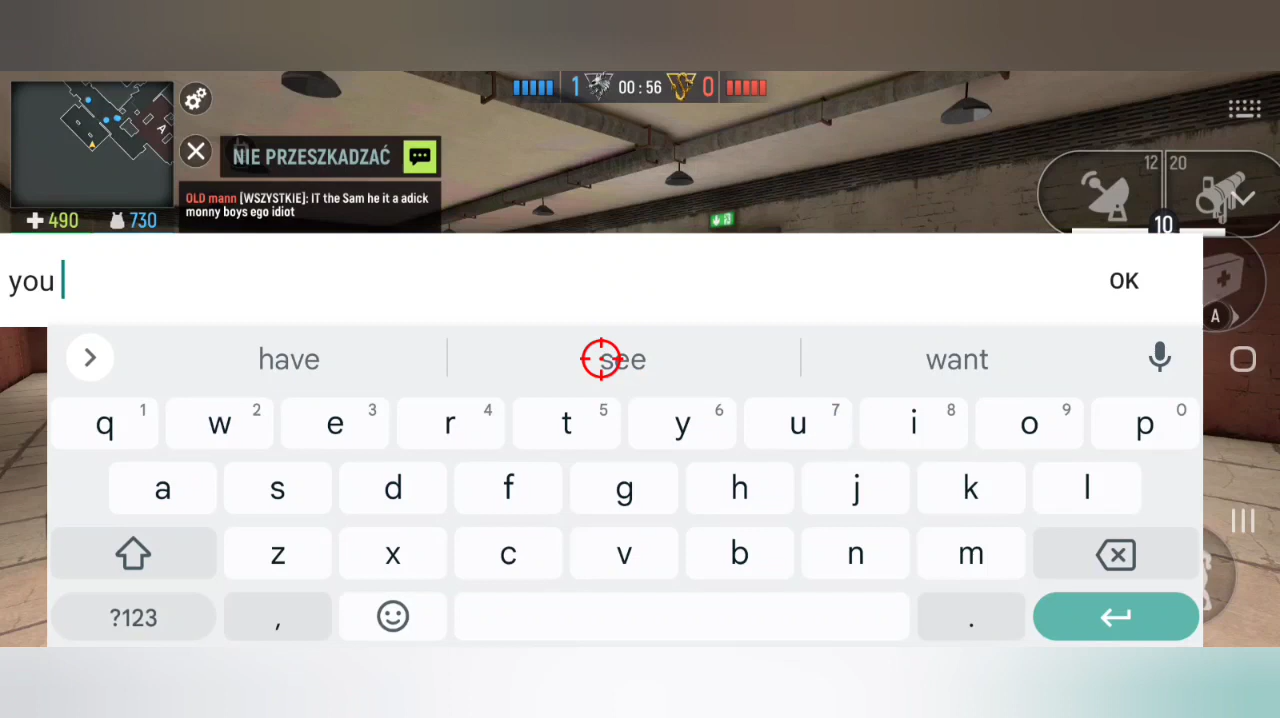 1 00 : 56 0
NIE PRZESZKADZAĆ
OLD mann [WSZYSTKIE]: IT the Sam he it a dick
monny boys ego idiot
490 730
A
12 20
10
A
you
OK
have see want
q 1 w 2 e 3 r 4 t 5 y 6 u 7 i 8 o 9 p 0
a s d f g h j k l
z x c v b n m
?123 , .